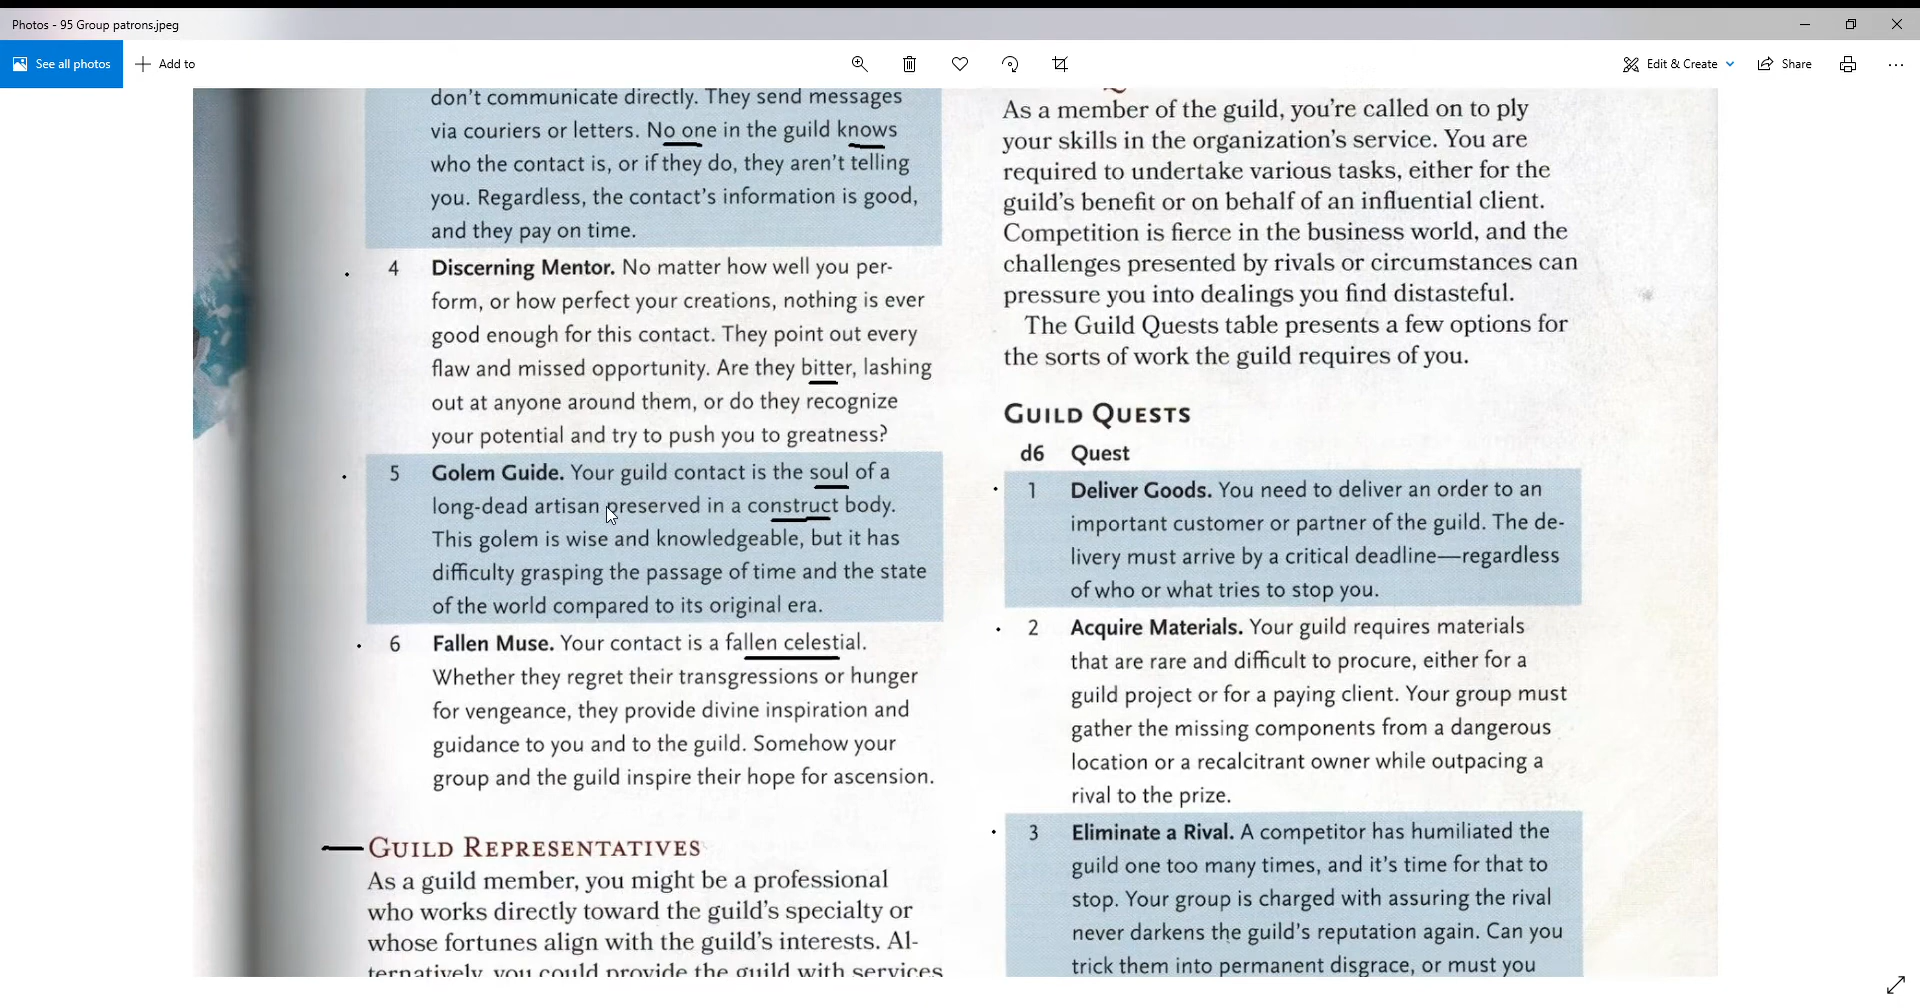 Photos - 95 Group patrons.jpeg
See all photos
Add to
Edit & Create
Share
don't communicate directly. They send messages
via couriers or letters. No one in the guild knows
who the contact is, or if they do, they aren't telling
you. Regardless, the contact's information is good,
and they pay on time.
4 Discerning Mentor. No matter how well you per-
form, or how perfect your creations, nothing is ever
good enough for this contact. They point out every
flaw and missed opportunity. Are they bitter, lashing
out at anyone around them, or do they recognize
your potential and try to push you to greatness?
5 Golem Guide. Your guild contact is the soul of a
long-dead artisan preserved in a construct body.
This golem is wise and knowledgeable, but it has
difficulty grasping the passage of time and the state
of the world compared to its original era.
6 Fallen Muse. Your contact is a fallen celestial.
Whether they regret their transgressions or hunger
for vengeance, they provide divine inspiration and
guidance to you and to the guild. Somehow your
group and the guild inspire their hope for ascension.
GUILD REPRESENTATIVES
As a guild member, you might be a professional
who works directly toward the guild's specialty or
whose fortunes align with the guild's interests. Al-
ternatively, you could provide the guild with services
As a member of the guild, you're called on to ply
your skills in the organization's service. You are
required to undertake various tasks, either for the
guild's benefit or on behalf of an influential client.
Competition is fierce in the business world, and the
challenges presented by rivals or circumstances can
pressure you into dealings you find distasteful.
The Guild Quests table presents a few options for
the sorts of work the guild requires of you.
GUILD QUESTS
d6 Quest
1 Deliver Goods. You need to deliver an order to an
important customer or partner of the guild. The de-
livery must arrive by a critical deadline—regardless
of who or what tries to stop you.
2 Acquire Materials. Your guild requires materials
that are rare and difficult to procure, either for a
guild project or for a paying client. Your group must
gather the missing components from a dangerous
location or a recalcitrant owner while outpacing a
rival to the prize.
3 Eliminate a Rival. A competitor has humiliated the
guild one too many times, and it's time for that to
stop. Your group is charged with assuring the rival
never darkens the guild's reputation again. Can you
trick them into permanent disgrace, or must you